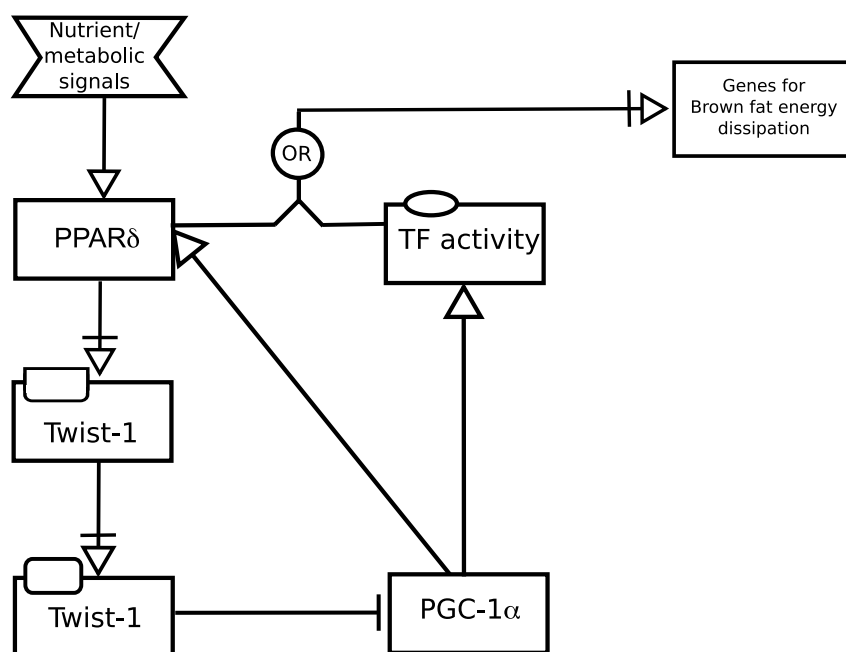 Nutrient/
metabolic
signals
Genes for
Brown fat energy
dissipation
OR
PPARδ
TF activity
Twist-1
Twist-1
PGC-1α